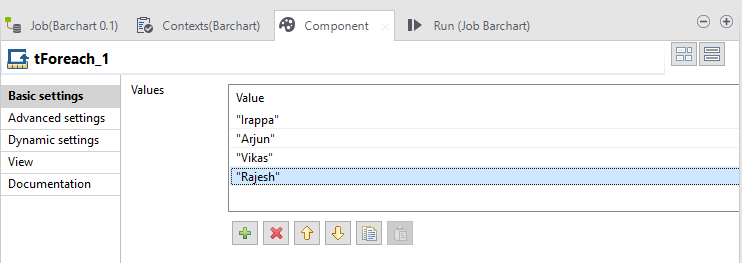 Job(Barchart 0.1) Contexts(Barchart) Component Run (Job Barchart)
tForeach_1
Basic settings
Advanced settings
Dynamic settings
View
Documentation
Values
Value
"Irappa"
"Arjun"
"Vikas"
"Rajesh"